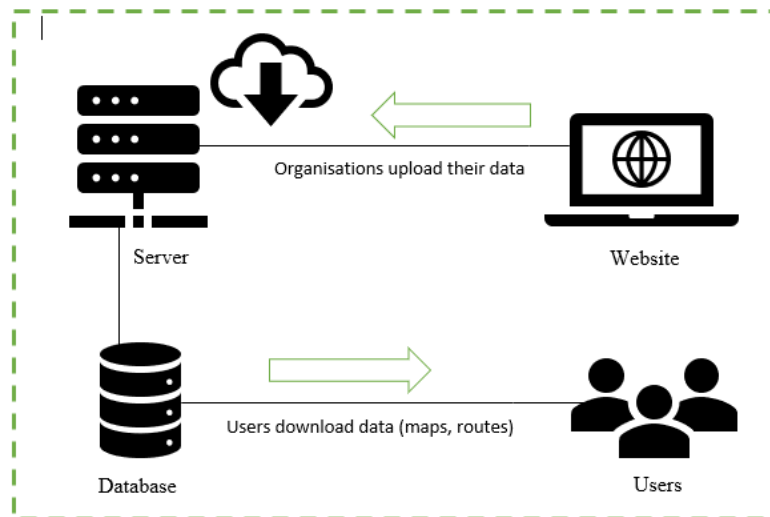 Organisations upload their data
Server
Website
Users download data (maps, routes)
Database
Users